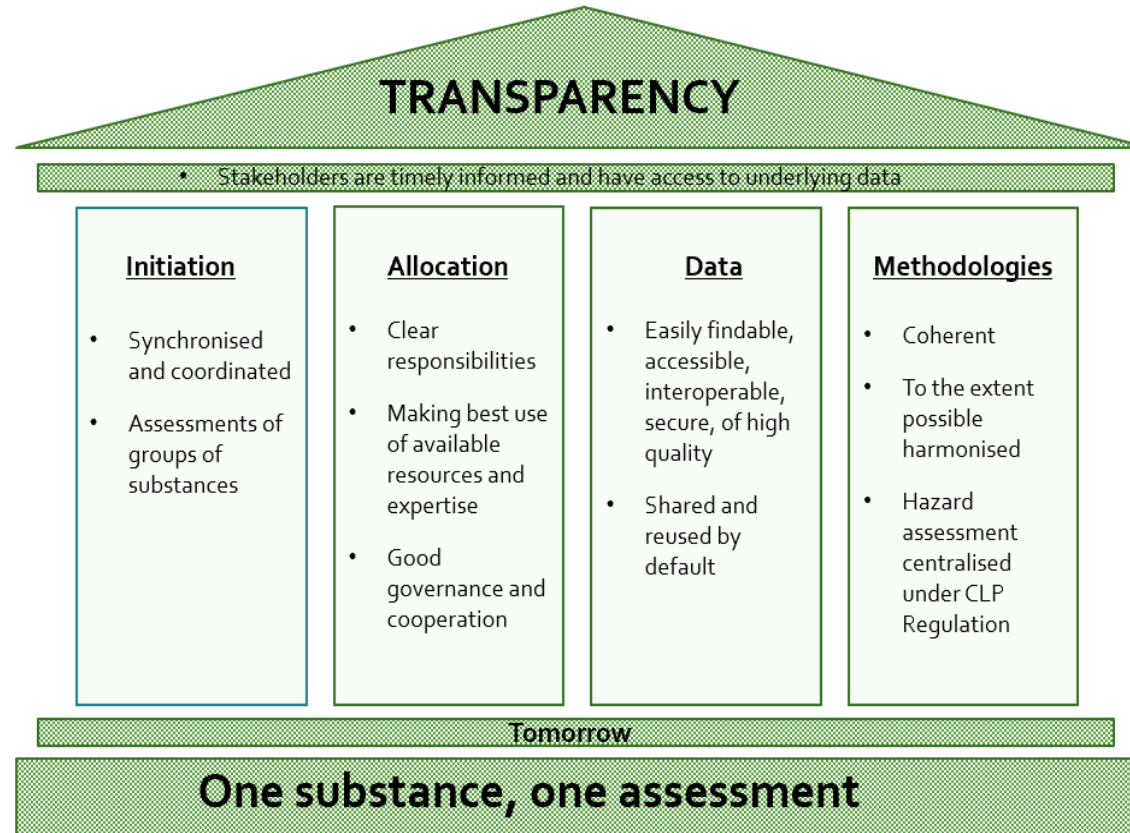 TRANSPARENCY
• Stakeholders are timely informed and have access to underlying data
Initiation
• Synchronised
and coordinated
• Assessments of
groups of
substances
Allocation
• Clear
responsibilities
• Making best use
of available
resources and
expertise
• Good
governance and
cooperation
Data
• Easily findable,
accessible,
interoperable,
secure, of high
quality
• Shared and
reused by
default
Methodologies
• Coherent
• To the extent
possible
harmonised
• Hazard
assessment
centralised
under CLP
Regulation
Tomorrow
One substance, one assessment